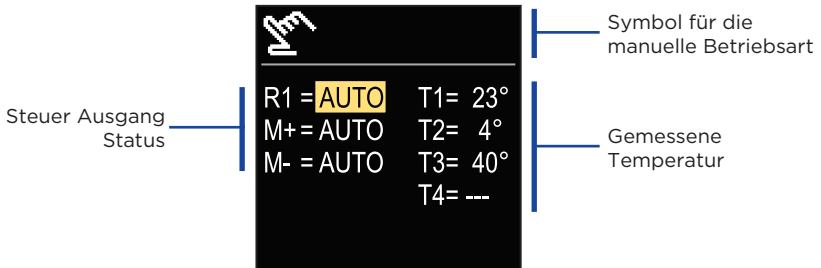 Symbol für die
manuelle Betriebsart
Steuer Ausgang
Status
R1 = AUTO T1= 23°
M+= AUTO T2= 4°
M- = AUTO T3= 40°
T4= ---
Gemessene
Temperatur